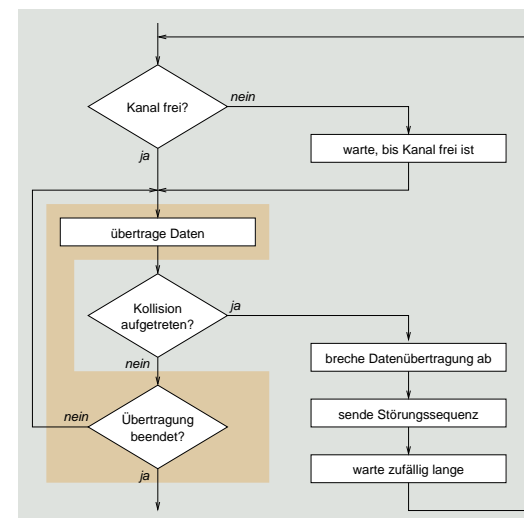 Kanal frei?
nein
ja
warte, bis Kanal frei ist
übertrage Daten
Kollision
aufgetreten?
ja
nein
breche Datenübertragung ab
Übertragung
beendet?
nein
ja
sende Störungssequenz
warte zufällig lange